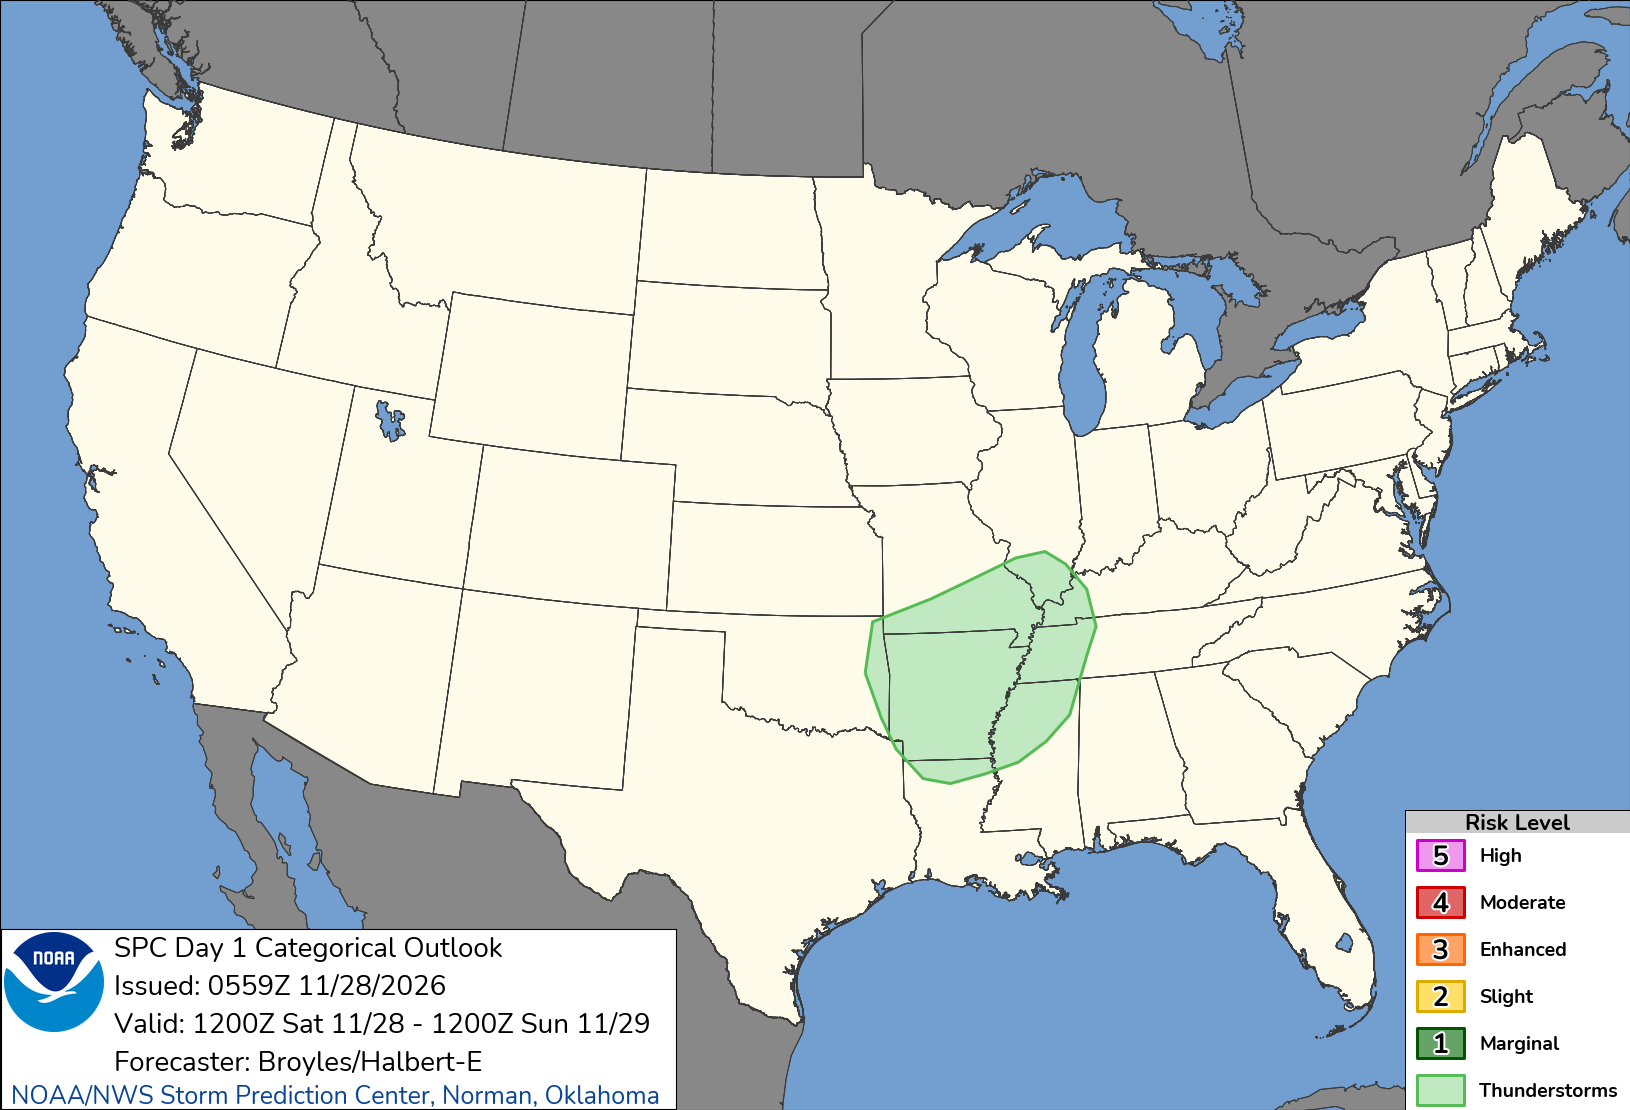 Risk Level
5 High
4 Moderate
3 Enhanced
2 Slight
1 Marginal
Thunderstorms
NOAA
SPC Day 1 Categorical Outlook
Issued: 0559Z 11/28/2026
Valid: 1200Z Sat 11/28 - 1200Z Sun 11/29
Forecaster: Broyles/Halbert-E
NOAA/NWS Storm Prediction Center, Norman, Oklahoma